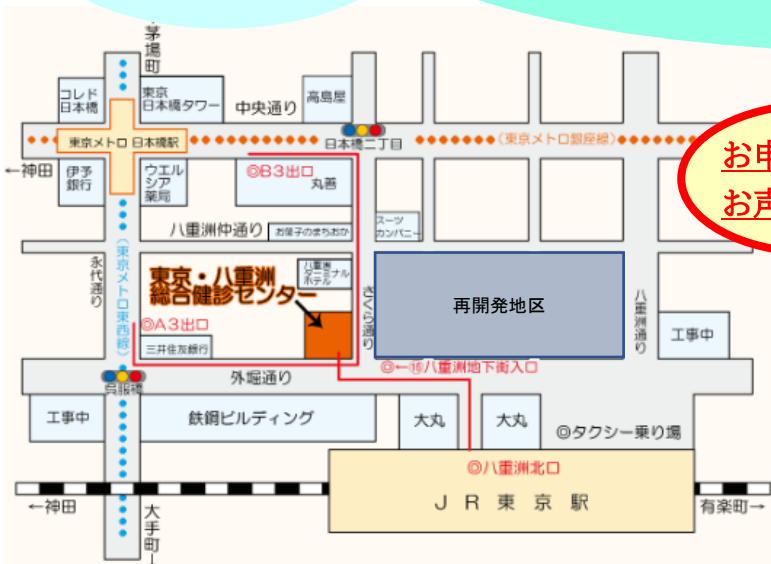 茅場町
コレド
日本橋
東京
日本橋タワー
中央通り
高島屋
東京メトロ 日本橋駅
日本橋二丁目
(東京メトロ銀座線)
お申
お声
←神田
伊予
銀行
ウエル
シア
薬局
◎B3出口
丸善
八重洲仲通り
お菓子のまちおか
スーツ
カンパニー
永代通り
(東京メトロ東西線)
東京・八重洲
総合健診センター
八重洲
ターミナル
ホテル
さくら通り
再開発地区
八重洲通り
工事中
◎A3出口
三井住友銀行
◎←⑯八重洲地下街入口
外堀通り
呉服橋
工事中
鉄鋼ビルディング
大丸
大丸
◎タクシー乗り場
◎八重洲北口
JR東京駅
←神田
有楽町→
大手町→